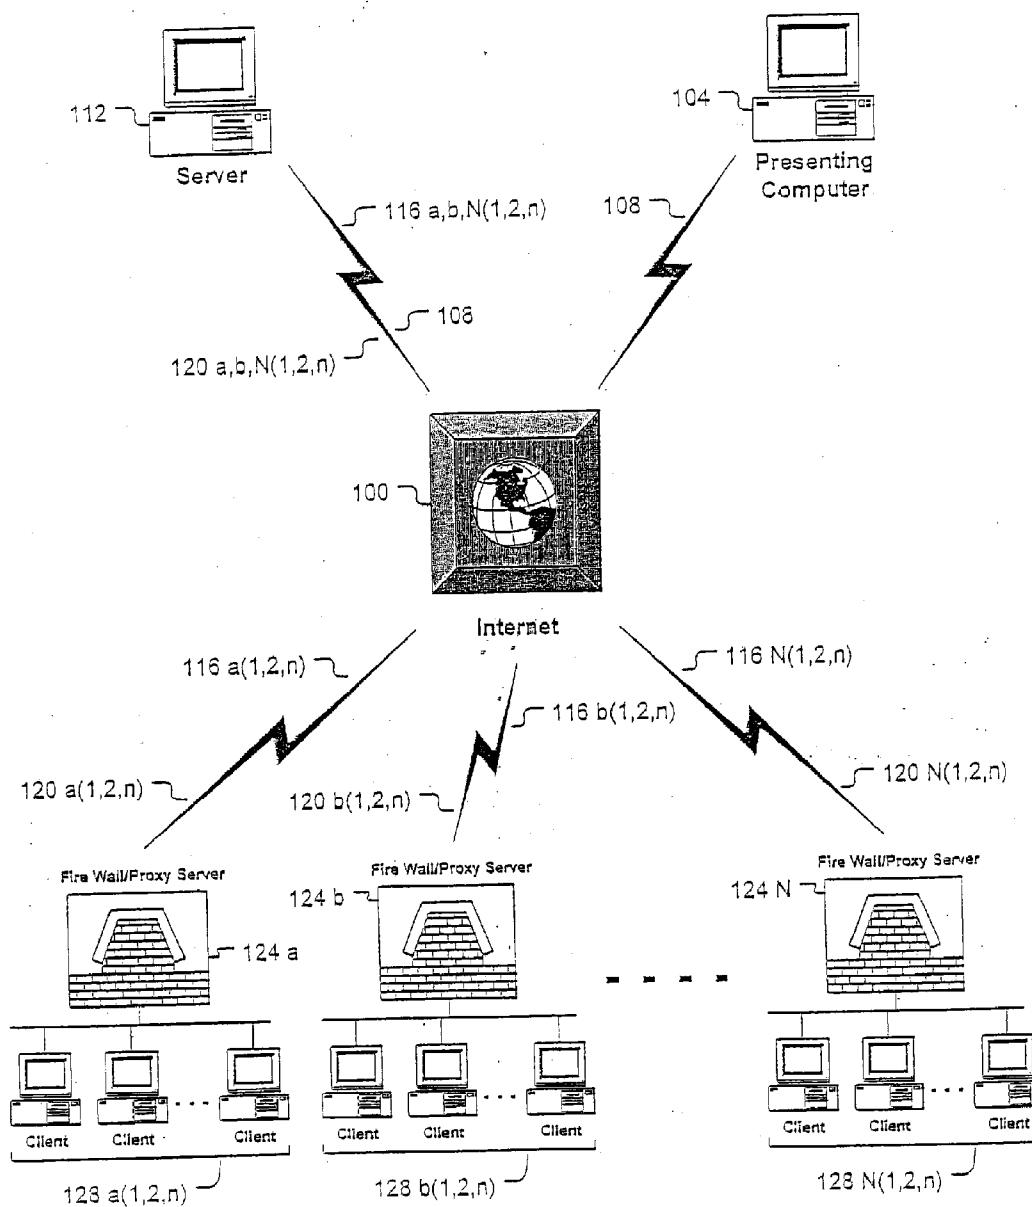 112
Server
104
Presenting
Computer
116 a,b,N(1,2,n)
108
108
120 a,b,N(1,2,n)
100
Internet
116 a(1,2,n)
116 N(1,2,n)
116 b(1,2,n)
120 a(1,2,n)
120 b(1,2,n)
120 N(1,2,n)
Fire Wall/Proxy Server
Fire Wall/Proxy Server
Fire Wall/Proxy Server
124 a
124 b
124 N
Client
Client
Client
Client
Client
Client
Client
Client
Client
128 a(1,2,n)
128 b(1,2,n)
128 N(1,2,n)